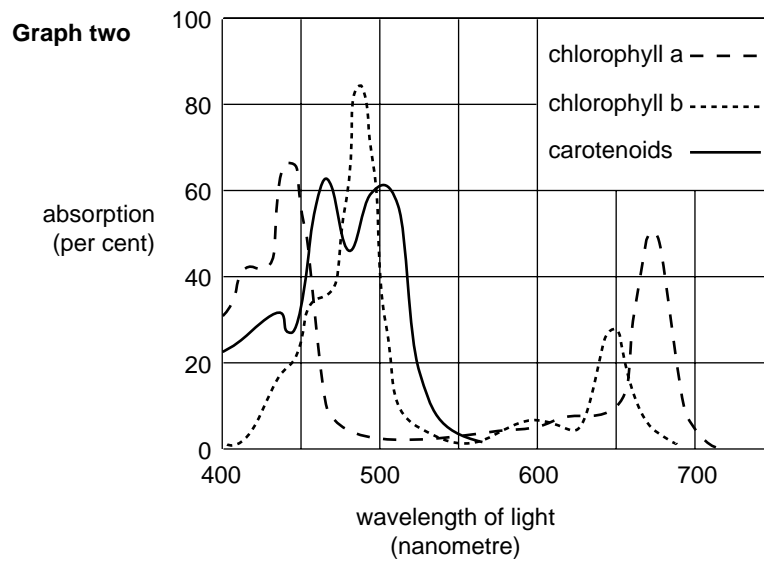 Graph two
100
80
60
40
20
0
absorption
(per cent)
chlorophyll a
chlorophyll b
carotenoids
400
500
600
700
wavelength of light
(nanometre)